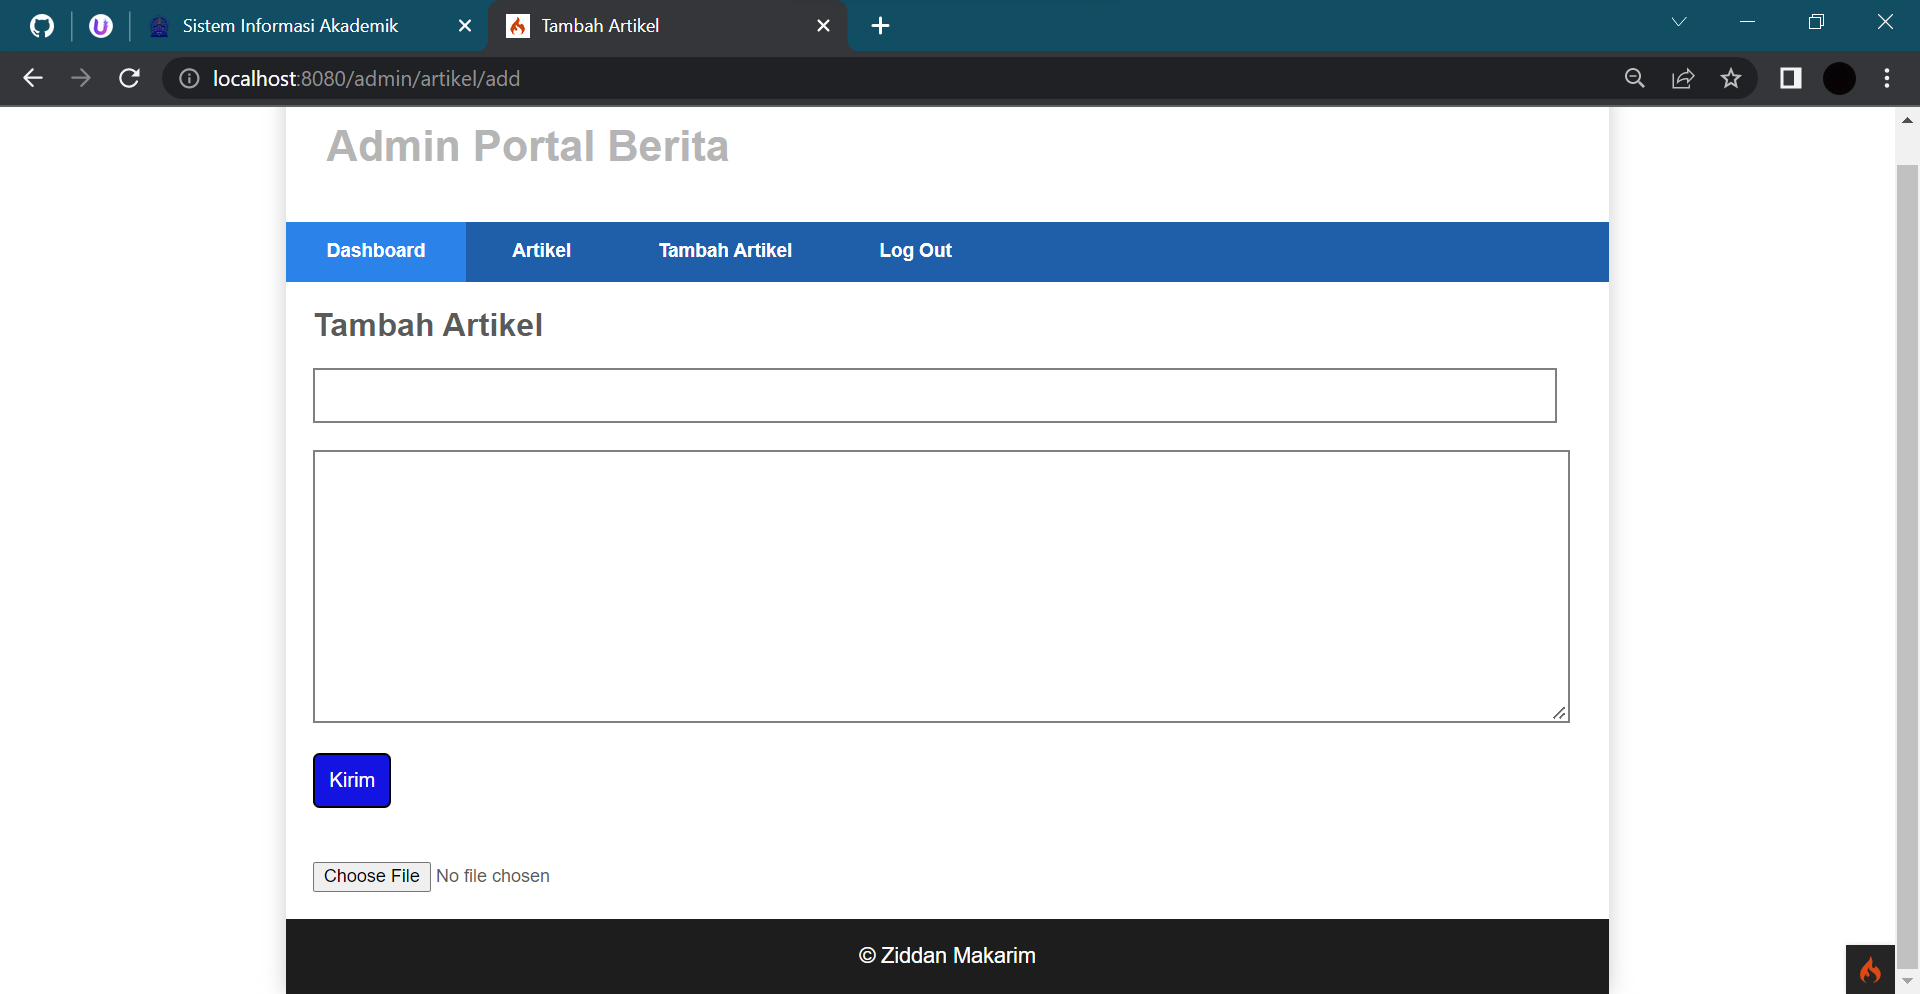 Sistem Informasi Akademik
Tambah Artikel
localhost:8080/admin/artikel/add
Admin Portal Berita
Dashboard Artikel Tambah Artikel Log Out
Tambah Artikel
Kirim
Choose File No file chosen
© Ziddan Makarim